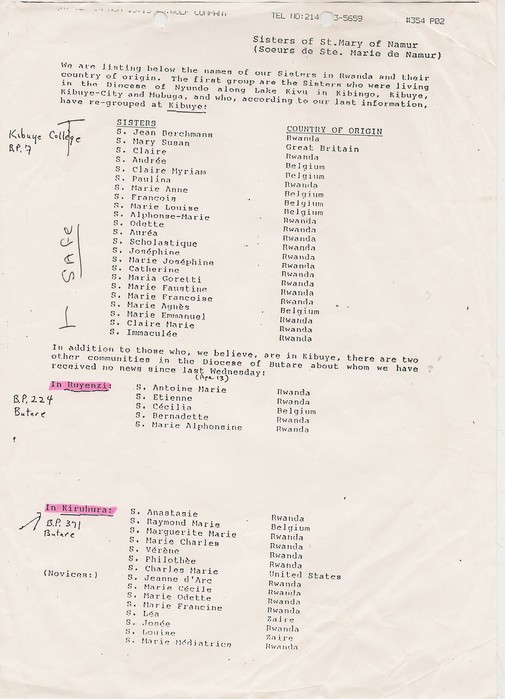 TEL NO:214 3-5659 #354 P02
Sisters of St.Mary of Namur
(Soeurs de Ste. Marie de Namur)
We are listing below the names of our Sisters in Rwanda and their
country of origin. The first group are the Sisters who were living
in the Diocese of Nyundo along Lake Kivu in Kibingo, Kibuye,
Kibuye-City and Mubuga, and who, according to our last information,
have re-grouped at Kibuye:
Kibuye College
B.P. 7
SAFE
SISTERS COUNTRY OF ORIGIN
S. Jean Berchmann Rwanda
S. Mary Susan Great Britain
S. Claire Rwanda
S. Andrée Belgium
S. Claire Myriam Belgium
S. Paulina Rwanda
S. Marie Anne Belgium
S. Francois Belgium
S. Marie Louise Belgium
S. Alphonse-Marie Rwanda
S. Odette Rwanda
S. Auréa Rwanda
S. Scholastique Rwanda
S. Joséphine Rwanda
S. Marie Joséphine Rwanda
S. Catherine Rwanda
S. Maria Goretti Rwanda
S. Marie Faustine Rwanda
S. Marie Francoise Rwanda
S. Marie Agnès Belgium
S. Marie Emmanuel Rwanda
S. Claire Marie Rwanda
S. Immaculée Rwanda
In addition to those who, we believe, are in Kibuye, there are two
other communities in the Diocese of Butare about whom we have
received no news since last Wednesday:
(Apr. 13)
In Ruyenzi: S. Antoine Marie Rwanda
B.P. 224 S. Etienne Rwanda
Butare S. Cécilia Belgium
S. Bernadette Rwanda
S. Marie Alphonsine Rwanda
In Kiruhura: S. Anastasie Rwanda
B.P. 371 S. Raymond Marie Belgium
Butare S. Marguerite Marie Rwanda
S. Marie Charles Rwanda
S. Vérène Rwanda
S. Philothée Rwanda
S. Charles Marie United States
(Novices:) S. Jeanne d'Arc Rwanda
S. Marie Cécile Rwanda
S. Marie Odette Rwanda
S. Marie Francine Rwanda
S. Léa Zaire
S. Josée Rwanda
S. Louise Zaire
S. Marie Médiatrice Rwanda